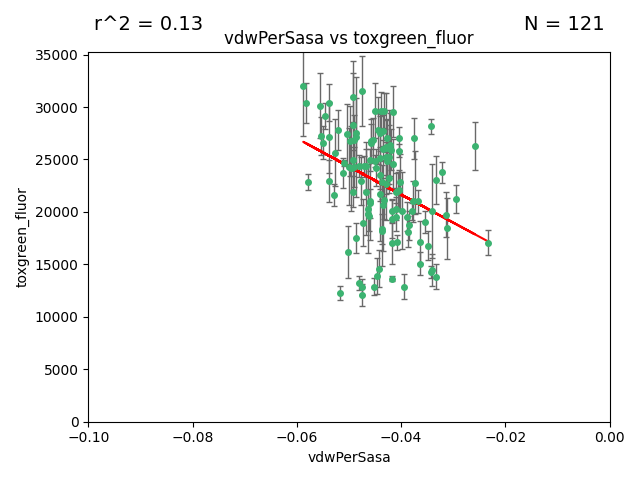 r^2 = 0.13
N = 121
vdwPerSasa vs toxgreen_fluor
35000
30000
25000
20000
15000
10000
5000
0
toxgreen_fluor
−0.10
−0.08
−0.06
−0.04
−0.02
0.00
vdwPerSasa